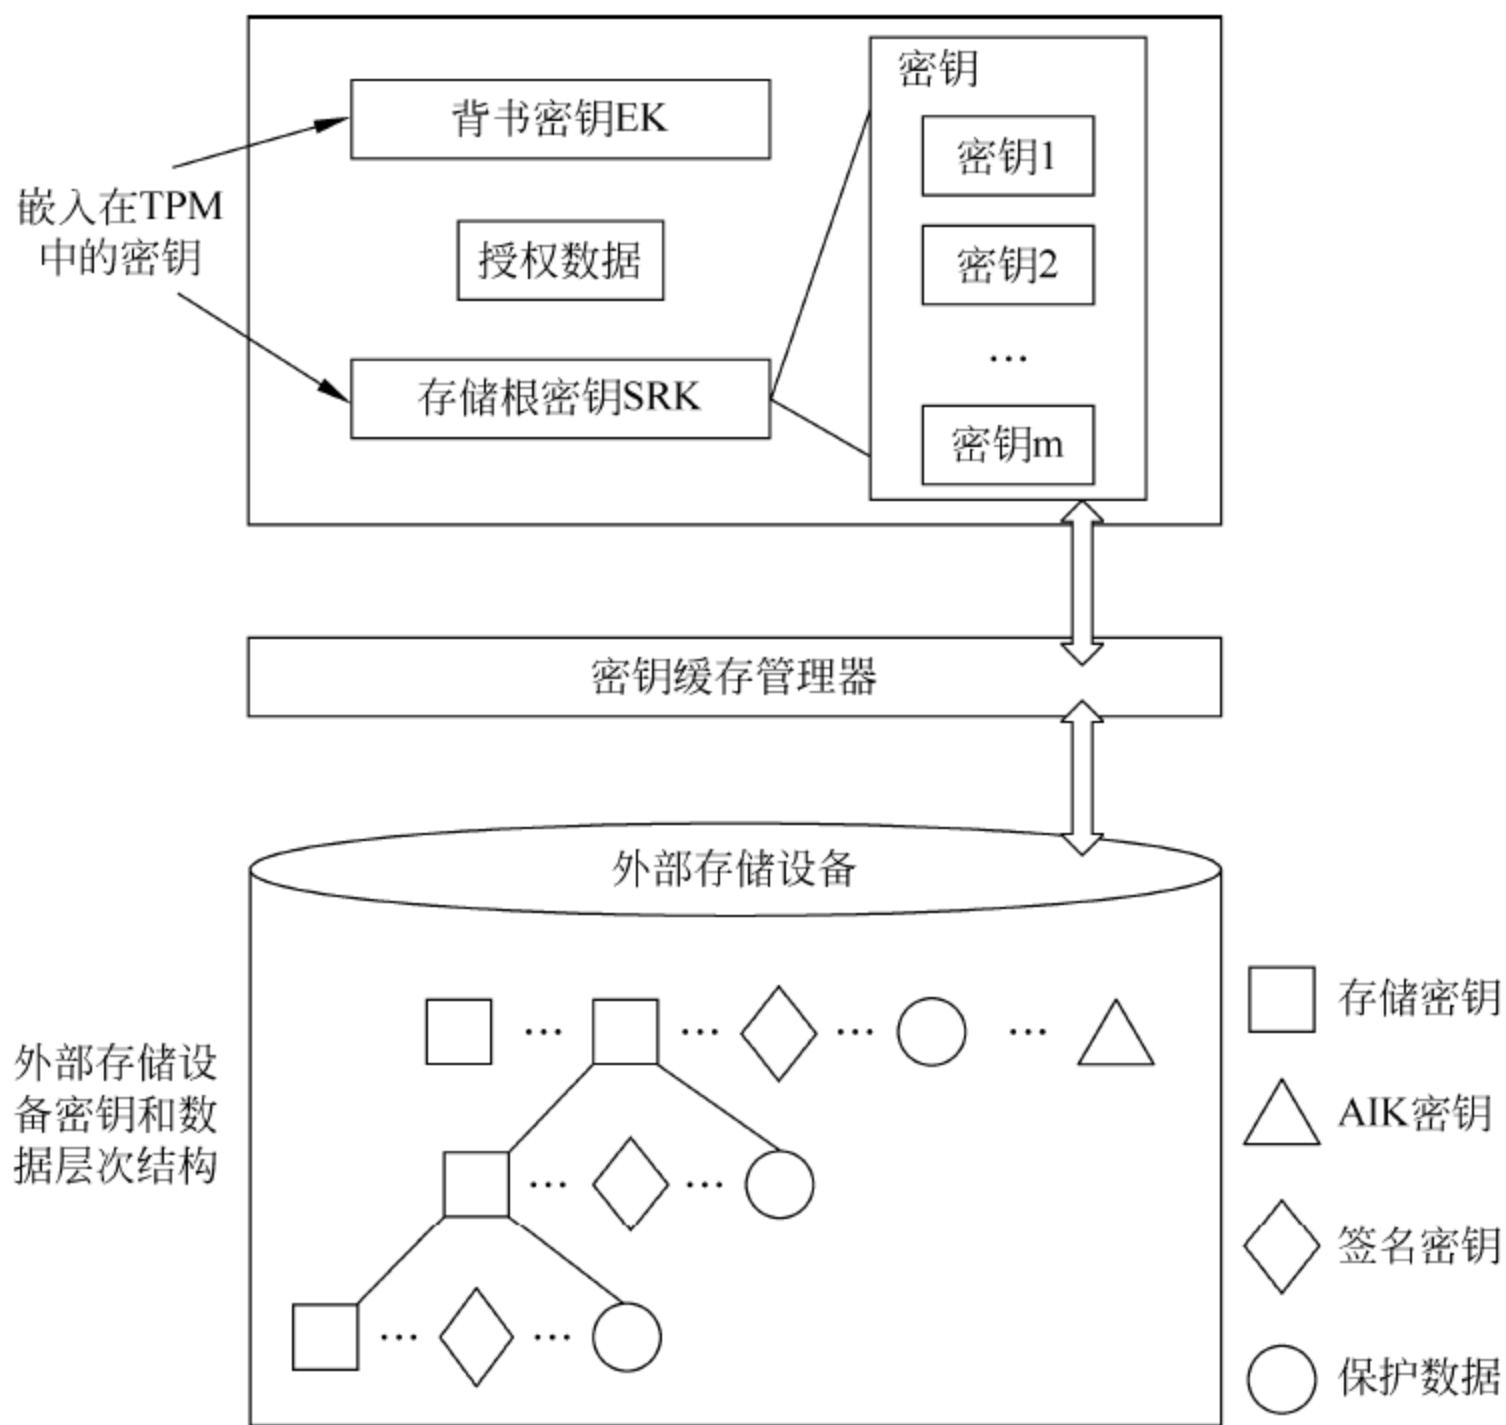 密钥
背书密钥EK
密钥1
嵌入在TPM
中的密钥
授权数据
密钥2
…
存储根密钥SRK
密钥m
密钥缓存管理器
外部存储设备
外部存储设
备密钥和数
据层次结构
… … … …
… …
… …
存储密钥
AIK密钥
签名密钥
保护数据